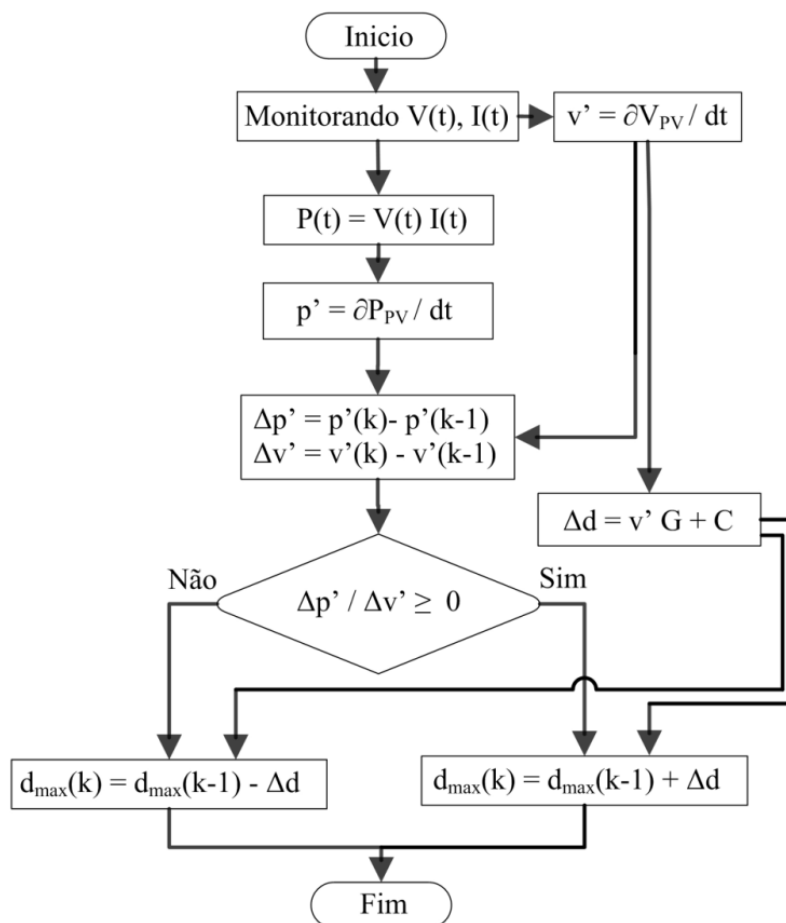 Inicio
Monitorando V(t), I(t)
v’ = ∂V_PV / dt
P(t) = V(t) I(t)
p’ = ∂P_PV / dt
Δp’ = p’(k)- p’(k-1)
Δv’ = v’(k) - v’(k-1)
Δd = v’ G + C
Não
Δp’ / Δv’ ≥ 0
Sim
d_max(k) = d_max(k-1) - Δd
d_max(k) = d_max(k-1) + Δd
Fim